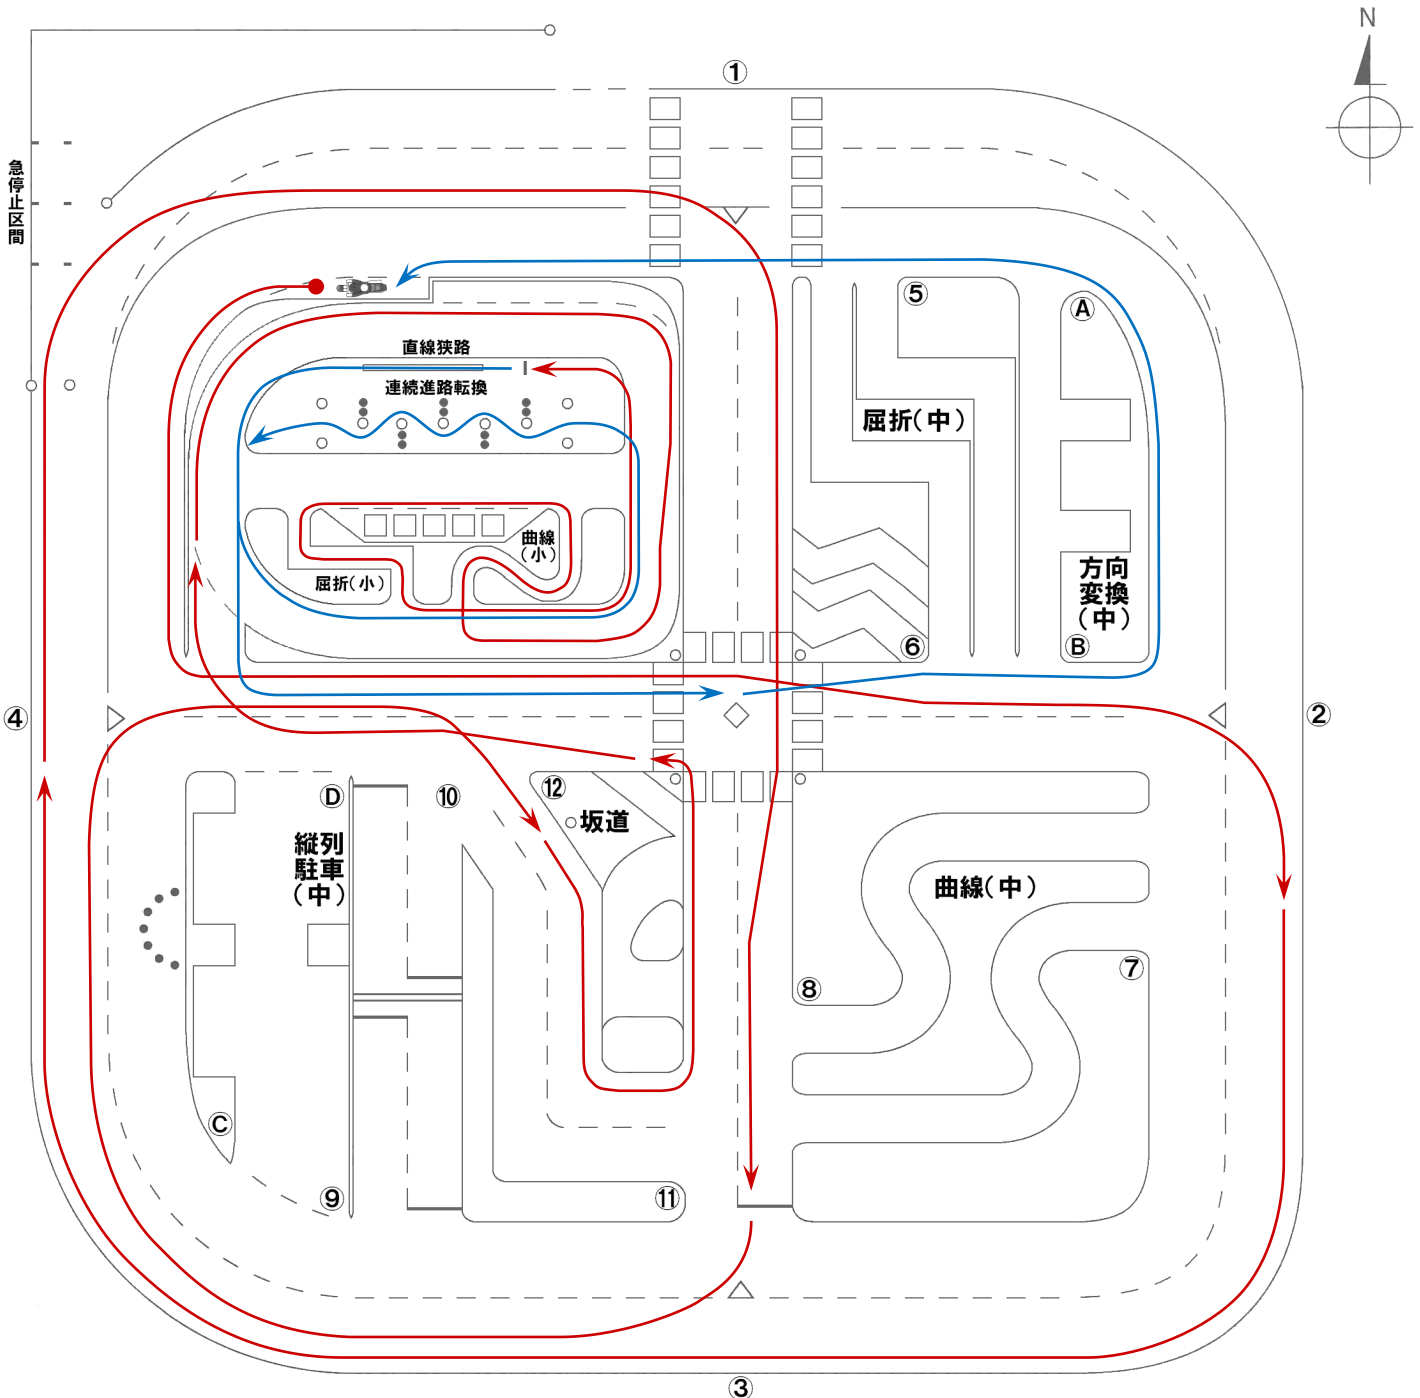 N
①
急停止区間
⑤
Ⓐ
直線狭路
連続進路転換
屈折(中)
曲線
(小)
屈折(小)
方向
変換
(中)
⑥
Ⓑ
④
②
Ⓓ
⑩
⑫
坂道
縦列
駐車
(中)
曲線(中)
⑦
⑧
Ⓒ
⑨
⑪
③